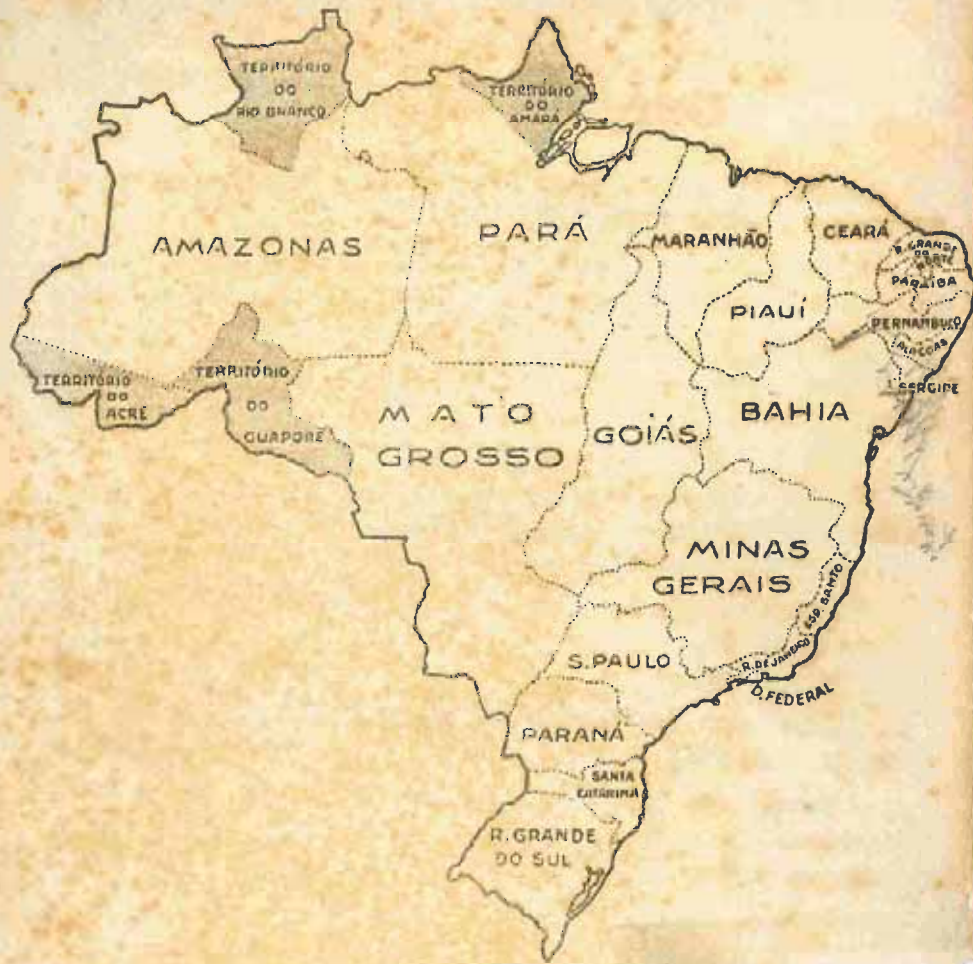 TERRITÓRIO
DO
RIO BRANCO
TERRITÓRIO
DO
AMAPÁ
AMAZONAS
PARÁ
MARANHÃO
CEARÁ
R. GRANDE
DO
NORTE
PARAIBA
PIAUÍ
PERNAMBUCO
ALAGOAS
SERGIPE
TERRITÓRIO
DO
ACRE
TERRITÓRIO
DO
GUAPORÉ
MATO
GROSSO
GOIÁS
BAHIA
MINAS
GERAIS
ESP. SANTO
R. DE JANEIRO
D. FEDERAL
S. PAULO
PARANÁ
SANTA
CATARINA
R. GRANDE
DO SUL